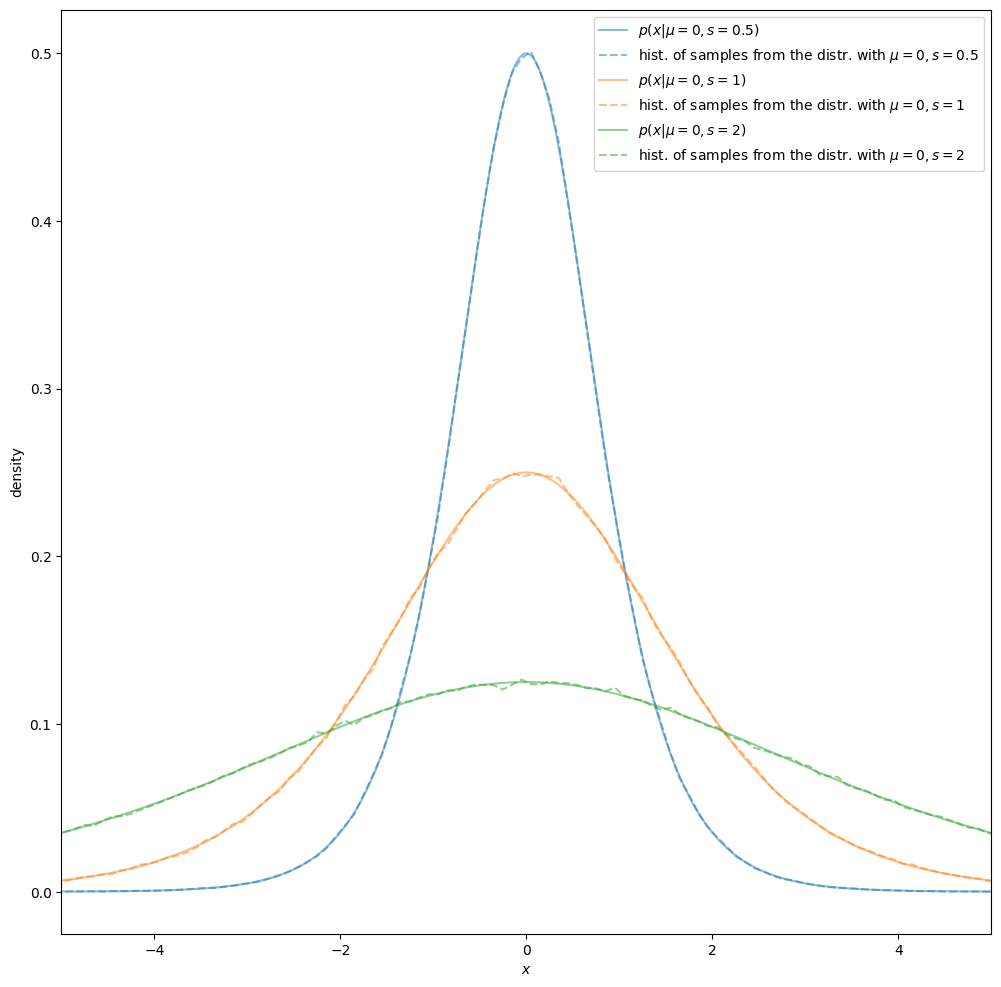 p(x|μ = 0, s = 0.5)
hist. of samples from the distr. with μ = 0, s = 0.5
p(x|μ = 0, s = 1)
hist. of samples from the distr. with μ = 0, s = 1
p(x|μ = 0, s = 2)
hist. of samples from the distr. with μ = 0, s = 2
0.5
0.4
0.3
0.2
0.1
0.0
density
−4
−2
0
2
4
x